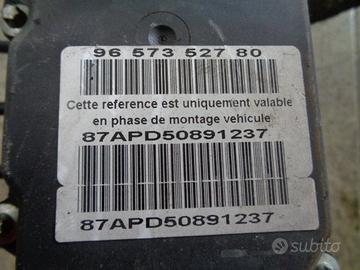 96 573 527 80
Cette reference est uniquement valable
en phase de montage vehicule
87APD50891237
87APD50891237
subito